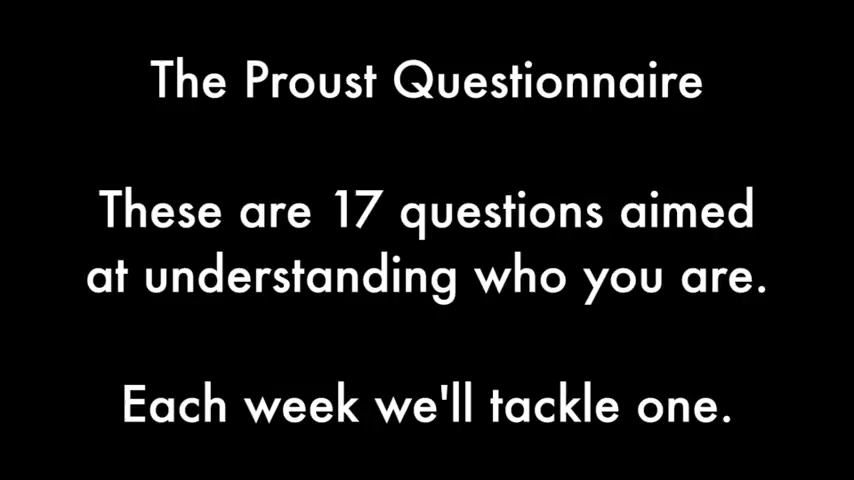 The Proust Questionnaire
These are 17 questions aimed
at understanding who you are.
Each week we'll tackle one.